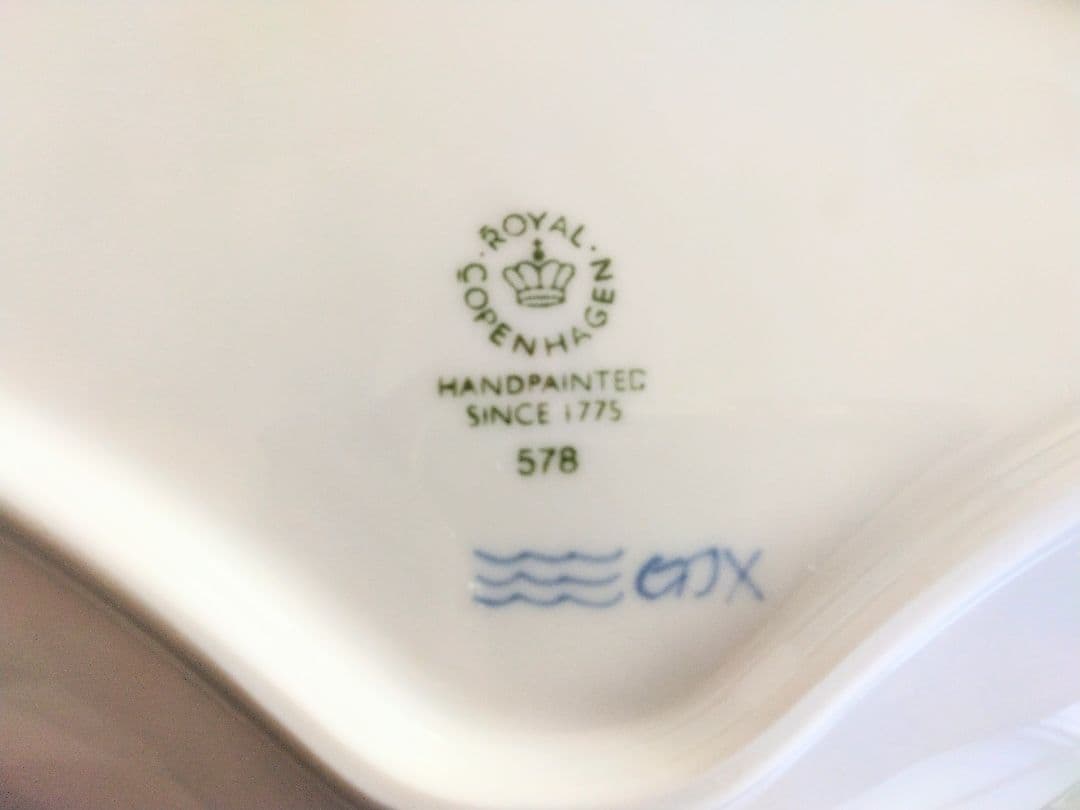 ROYAL COPENHAGEN
HANDPAINTED
SINCE 1775
578